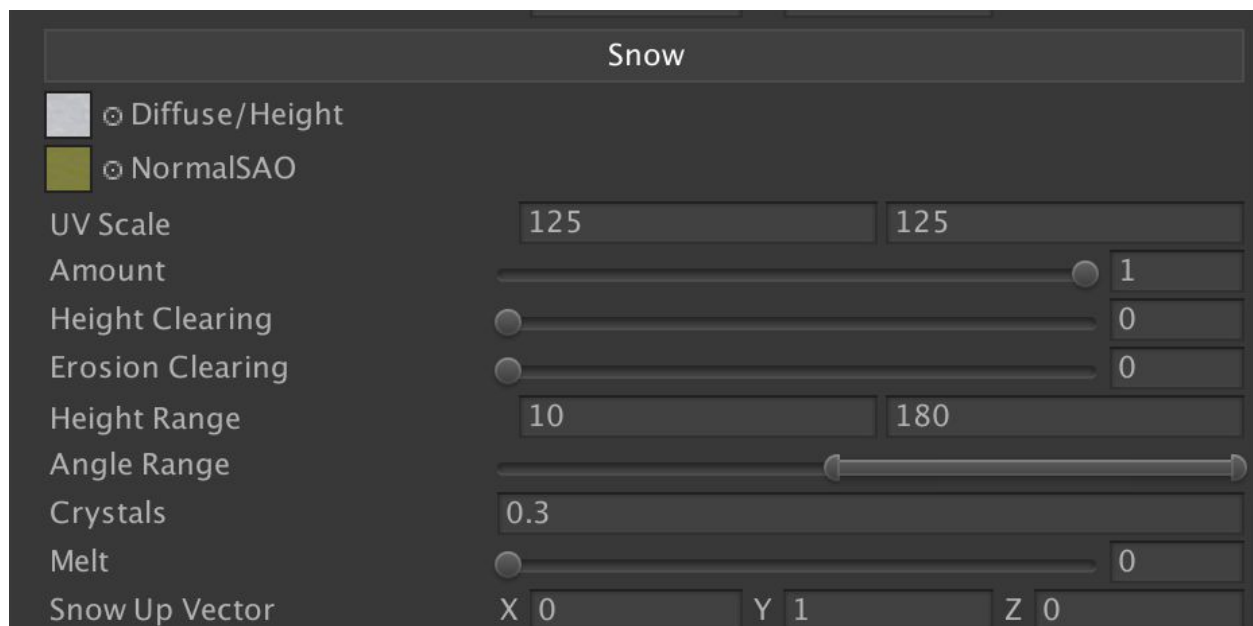 Snow
Diffuse/Height
NormalSAO
UV Scale 125 125
Amount 1
Height Clearing 0
Erosion Clearing 0
Height Range 10 180
Angle Range
Crystals 0.3
Melt 0
Snow Up Vector X 0 Y 1 Z 0